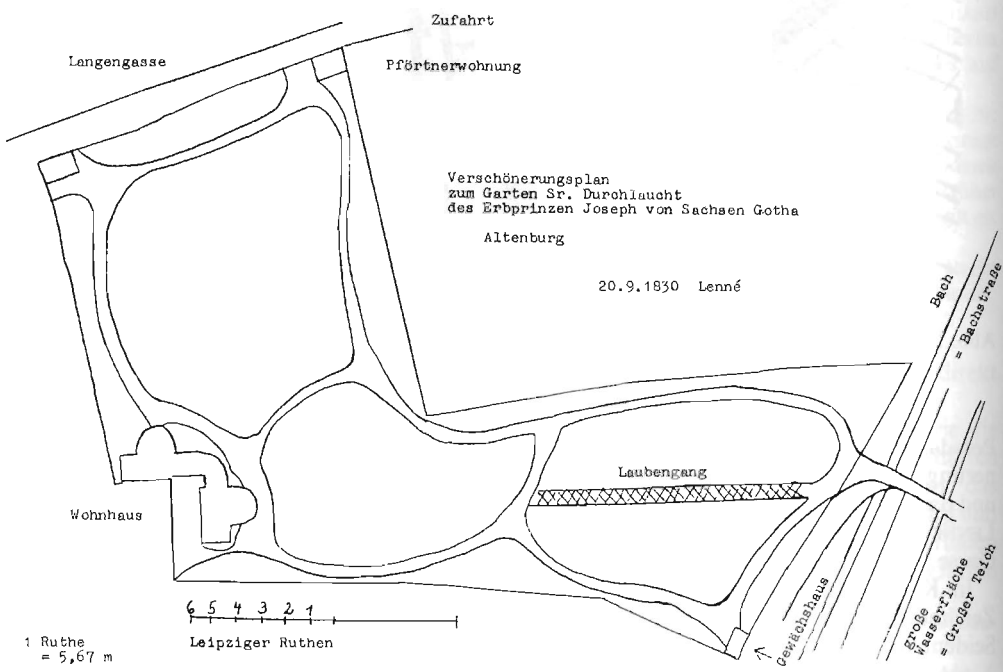 Zufahrt
Langengasse
Pförtnerwohnung
Verschönerungsplan
zum Garten Sr. Durchlaucht
des Erbprinzen Joseph von Sachsen Gotha
Altenburg
20.9.1830 Lenné
Bach
= Bachstraße
Laubengang
Wohnhaus
Gewächshaus
große
Wasserfläche
= Großer Teich
6 5 4 3 2 1
Leipziger Ruthen
1 Ruthe
= 5,67 m